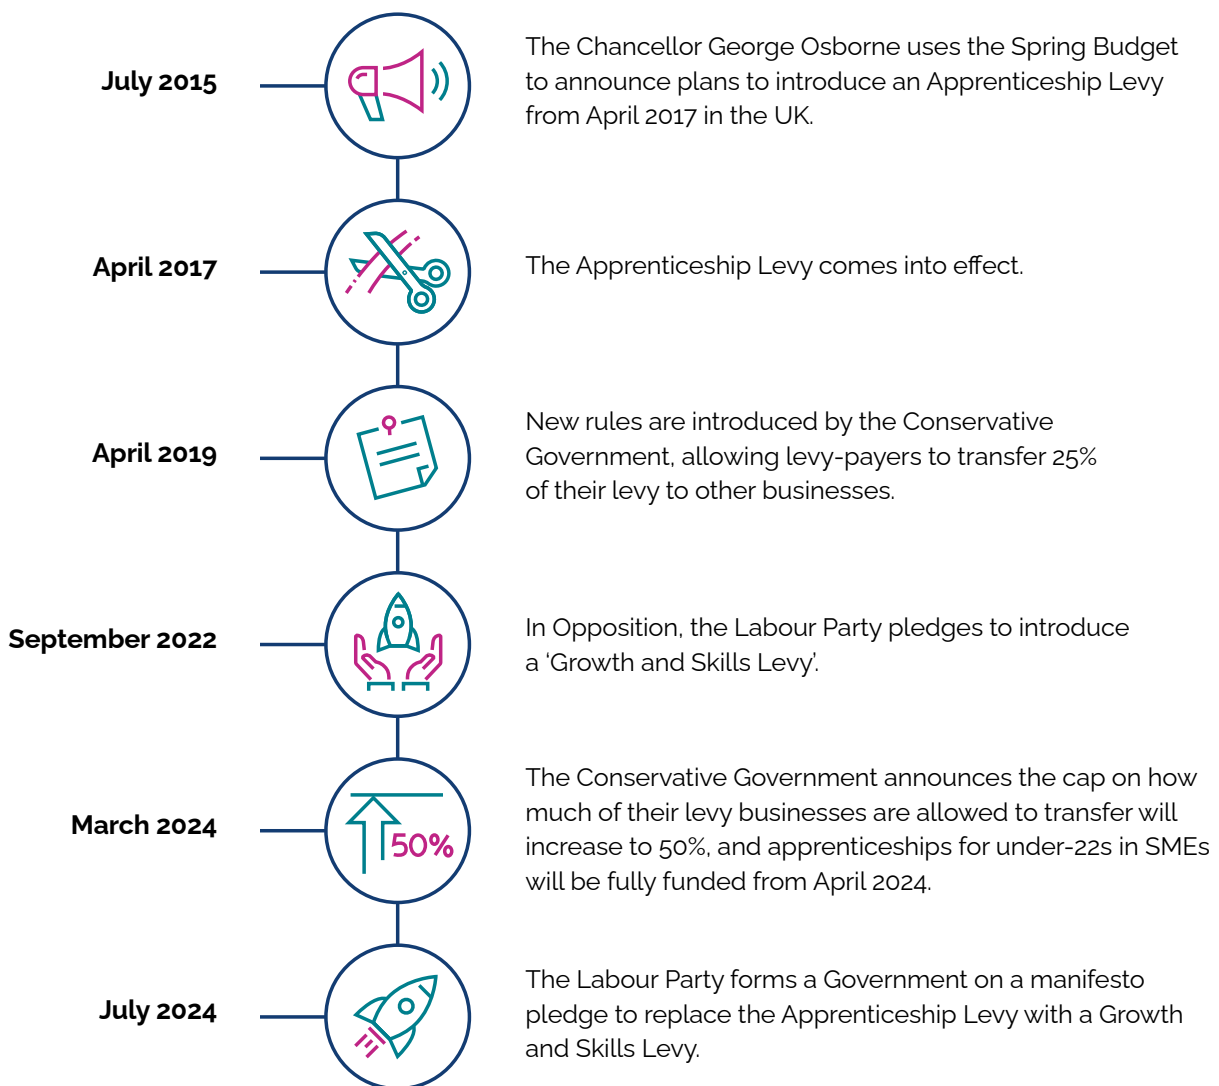 July 2015
The Chancellor George Osborne uses the Spring Budget
to announce plans to introduce an Apprenticeship Levy
from April 2017 in the UK.
April 2017
The Apprenticeship Levy comes into effect.
April 2019
New rules are introduced by the Conservative
Government, allowing levy-payers to transfer 25%
of their levy to other businesses.
September 2022
In Opposition, the Labour Party pledges to introduce
a ‘Growth and Skills Levy’.
March 2024
50%
The Conservative Government announces the cap on how
much of their levy businesses are allowed to transfer will
increase to 50%, and apprenticeships for under-22s in SMEs
will be fully funded from April 2024.
July 2024
The Labour Party forms a Government on a manifesto
pledge to replace the Apprenticeship Levy with a Growth
and Skills Levy.